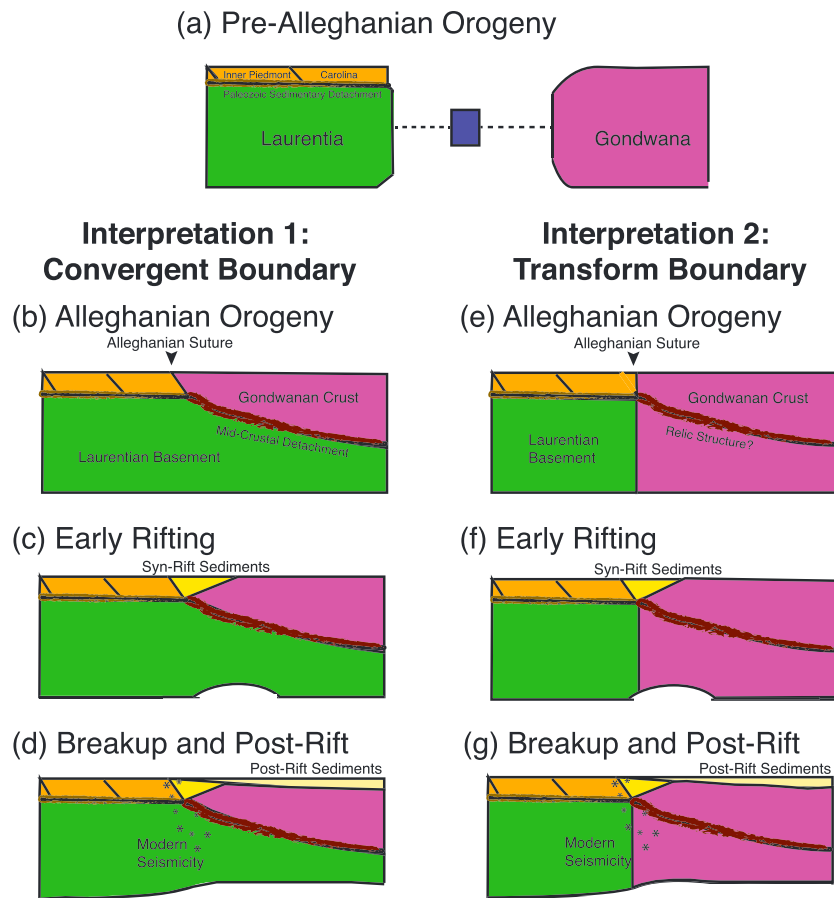 (a) Pre-Alleghanian Orogeny
Inner Piedmont
Carolina
Paleozoic Sedimentary Detachment
Laurentia
Gondwana
Interpretation 1:
Convergent Boundary
Interpretation 2:
Transform Boundary
(b) Alleghanian Orogeny
Alleghanian Suture
Gondwanan Crust
Mid-Crustal Detachment
Laurentian Basement
(e) Alleghanian Orogeny
Alleghanian Suture
Gondwanan Crust
Laurentian
Basement
Relic Structure?
(c) Early Rifting
Syn-Rift Sediments
(f) Early Rifting
Syn-Rift Sediments
(d) Breakup and Post-Rift
Post-Rift Sediments
Modern
Seismicity
(g) Breakup and Post-Rift
Post-Rift Sediments
Modern
Seismicity